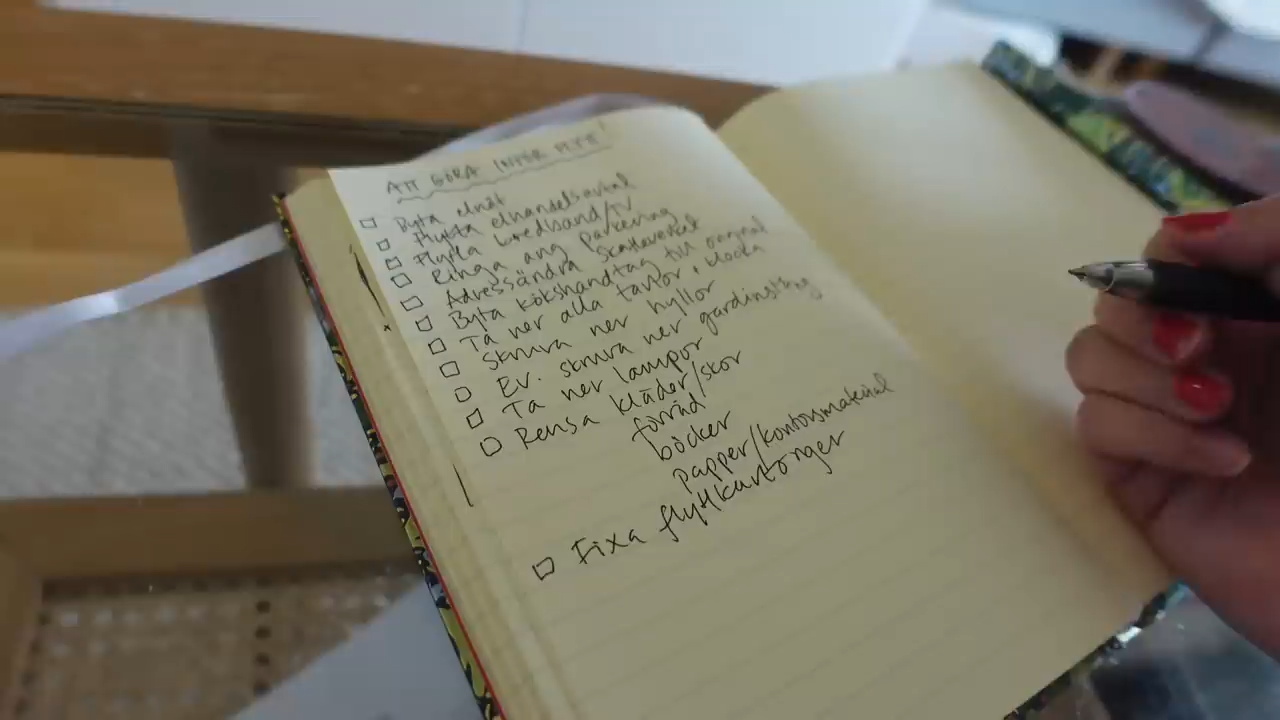 ATT GÖRA INFÖR FLYTT!
□ Byta elnät
□ Flytta elhandelsavtal
□ Flytta bredband/TV
□ Ringa ang parkering
□ Adressändra Skatteverket
□ Byta kökshandtag till original
□ Ta ner alla tavlor + klocka
□ Skruva ner hyllor
□ Ev. skruva ner gardinstång
□ Ta ner lampor
□ Rensa kläder/skor
förråd
böcker
papper/kontorsmaterial
□ Fixa flyttkartonger